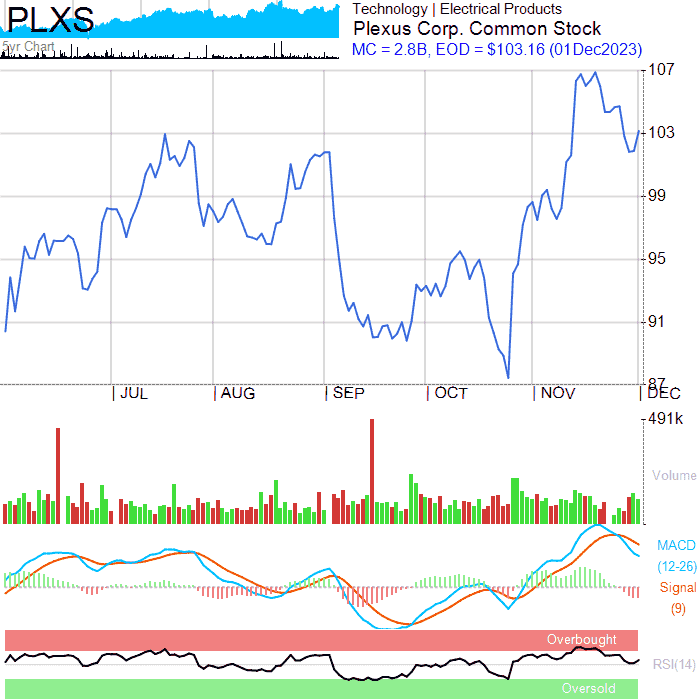 PLXS
5yr Chart
Technology | Electrical Products
Plexus Corp. Common Stock
MC = 2.8B, EOD = $103.16 (01Dec2023)
107
103
99
95
91
87
JUL AUG SEP OCT NOV DEC
491k
Volume
MACD
(12-26)
Signal
(9)
Overbought
RSI(14)
Oversold